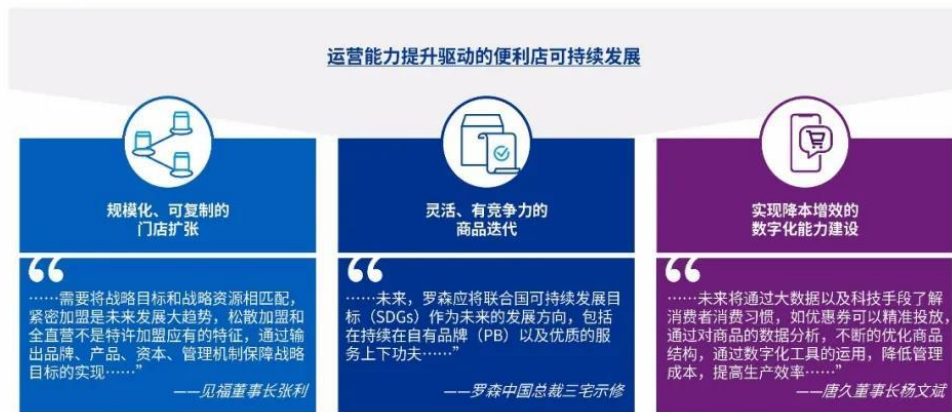 运营能力提升驱动的便利店可持续发展
规模化、可复制的
门店扩张
“
……需要将战略目标和战略资源相匹配，
紧密加盟是未来发展大趋势，松散加盟和
全直营不是特许加盟应有的特征，通过输
出品牌、产品、资本、管理机制保障战略
目标的实现……”
——见福董事长张利
灵活、有竞争力的
商品迭代
“
……未来，罗森应将联合国可持续发展目
标（SDGs）作为未来的发展方向，包括
在持续在自有品牌（PB）以及优质的服
务上下功夫……”
——罗森中国总裁三宅示修
实现降本增效的
数字化能力建设
“
……未来将通过大数据以及科技手段了解
消费者消费习惯，如优惠券可以精准投放，
通过对商品的数据分析，不断的优化商品
结构，通过数字化工具的运用，降低管理
成本，提高生产效率……”
——唐久董事长杨文斌